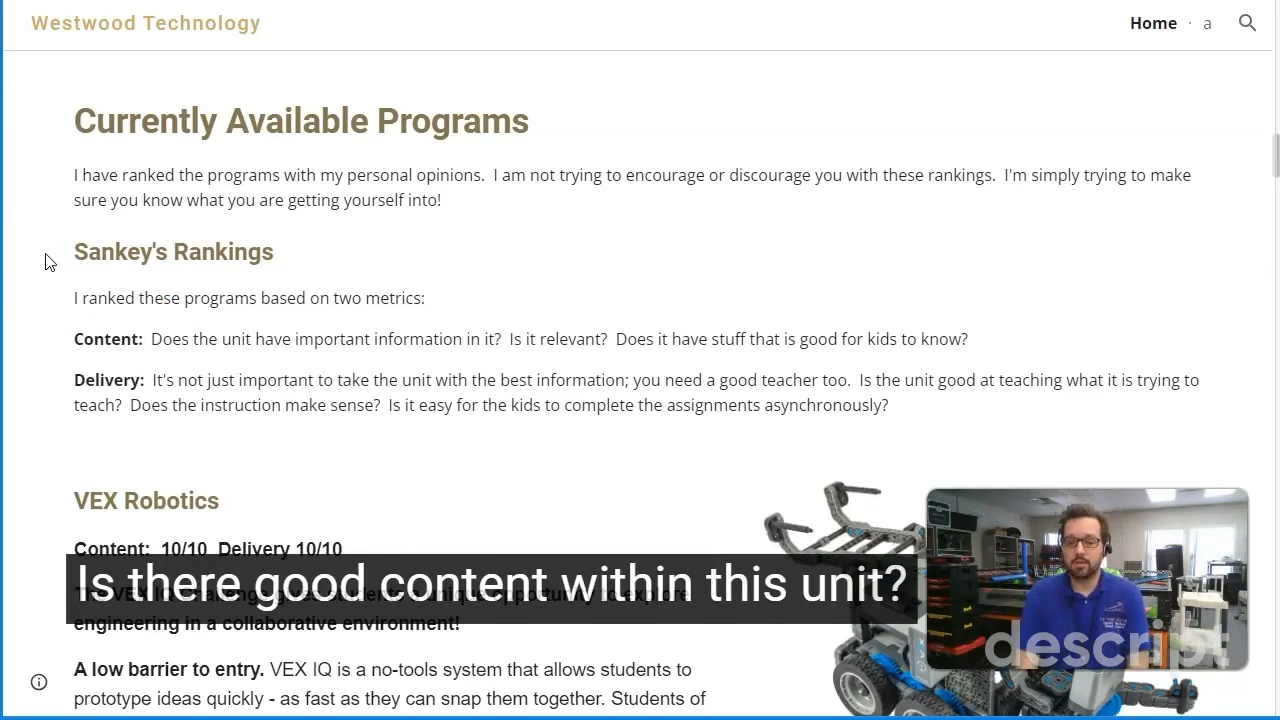 Westwood Technology
Home · a
Currently Available Programs
I have ranked the programs with my personal opinions. I am not trying to encourage or discourage you with these rankings. I'm simply trying to make
sure you know what you are getting yourself into!
Sankey's Rankings
I ranked these programs based on two metrics:
Content: Does the unit have important information in it? Is it relevant? Does it have stuff that is good for kids to know?
Delivery: It's not just important to take the unit with the best information; you need a good teacher too. Is the unit good at teaching what it is trying to
teach? Does the instruction make sense? Is it easy for the kids to complete the assignments asynchronously?
VEX Robotics
Content: 10/10 Delivery 10/10
Is there good content within this unit?
engineering in a collaborative environment!
A low barrier to entry. VEX IQ is a no-tools system that allows students to
prototype ideas quickly - as fast as they can snap them together. Students of
descript